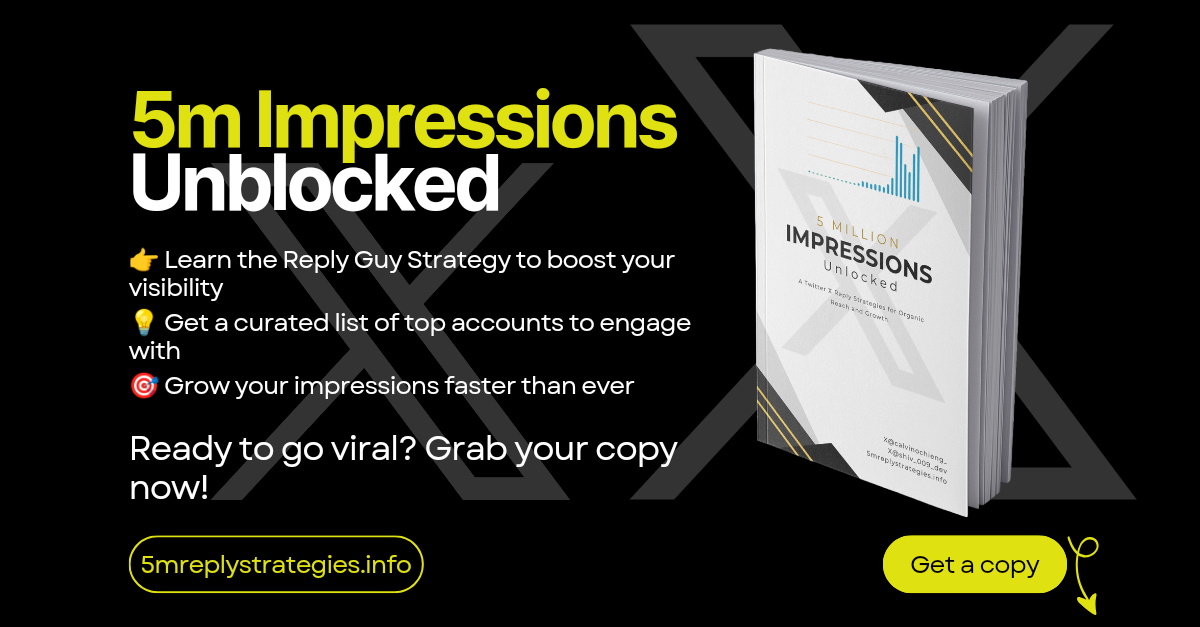 5m Impressions
Unblocked
👉 Learn the Reply Guy Strategy to boost your
visibility
💡 Get a curated list of top accounts to engage
with
🎯 Grow your impressions faster than ever
Ready to go viral? Grab your copy
now!
5mreplystrategies.info
5 MILLION
IMPRESSIONS
Unlocked
A Twitter X Reply Strategies for Organic
Reach and Growth
X@calvinochieng_
X@shiv_009_dev
5mreplystrategies.info
Get a copy